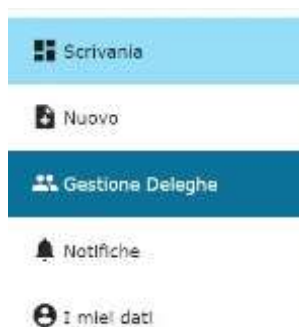 Scrivania
Nuovo
Gestione Deleghe
Notifiche
I miei dati